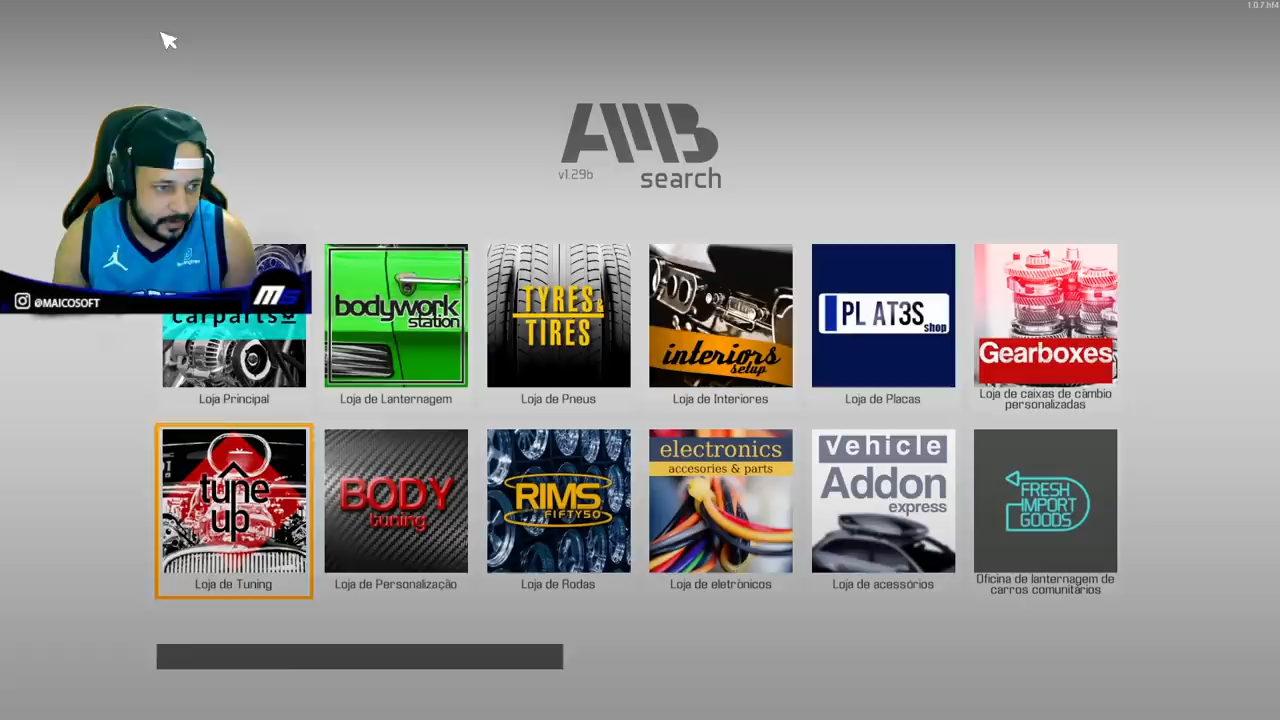 1.0.7.hf4
AMB
v1.29b
search
@MAICOSOFT
MS
carparts
bodywork
station
TYRES &
TIRES
interiors
setup
PL AT3S
shop
Gearboxes
Loja Principal
Loja de Lanternagem
Loja de Pneus
Loja de Interiores
Loja de Placas
Loja de caixas de câmbio
personalizadas
tune
up
BODY
tuning
RIMS
FIFTY50
electronics
accesories & parts
vehicle
Addon
express
FRESH
IMPORT
GOODS
Loja de Tuning
Loja de Personalização
Loja de Rodas
Loja de eletrônicos
Loja de acessórios
Oficina de lanternagem de
carros comunitários